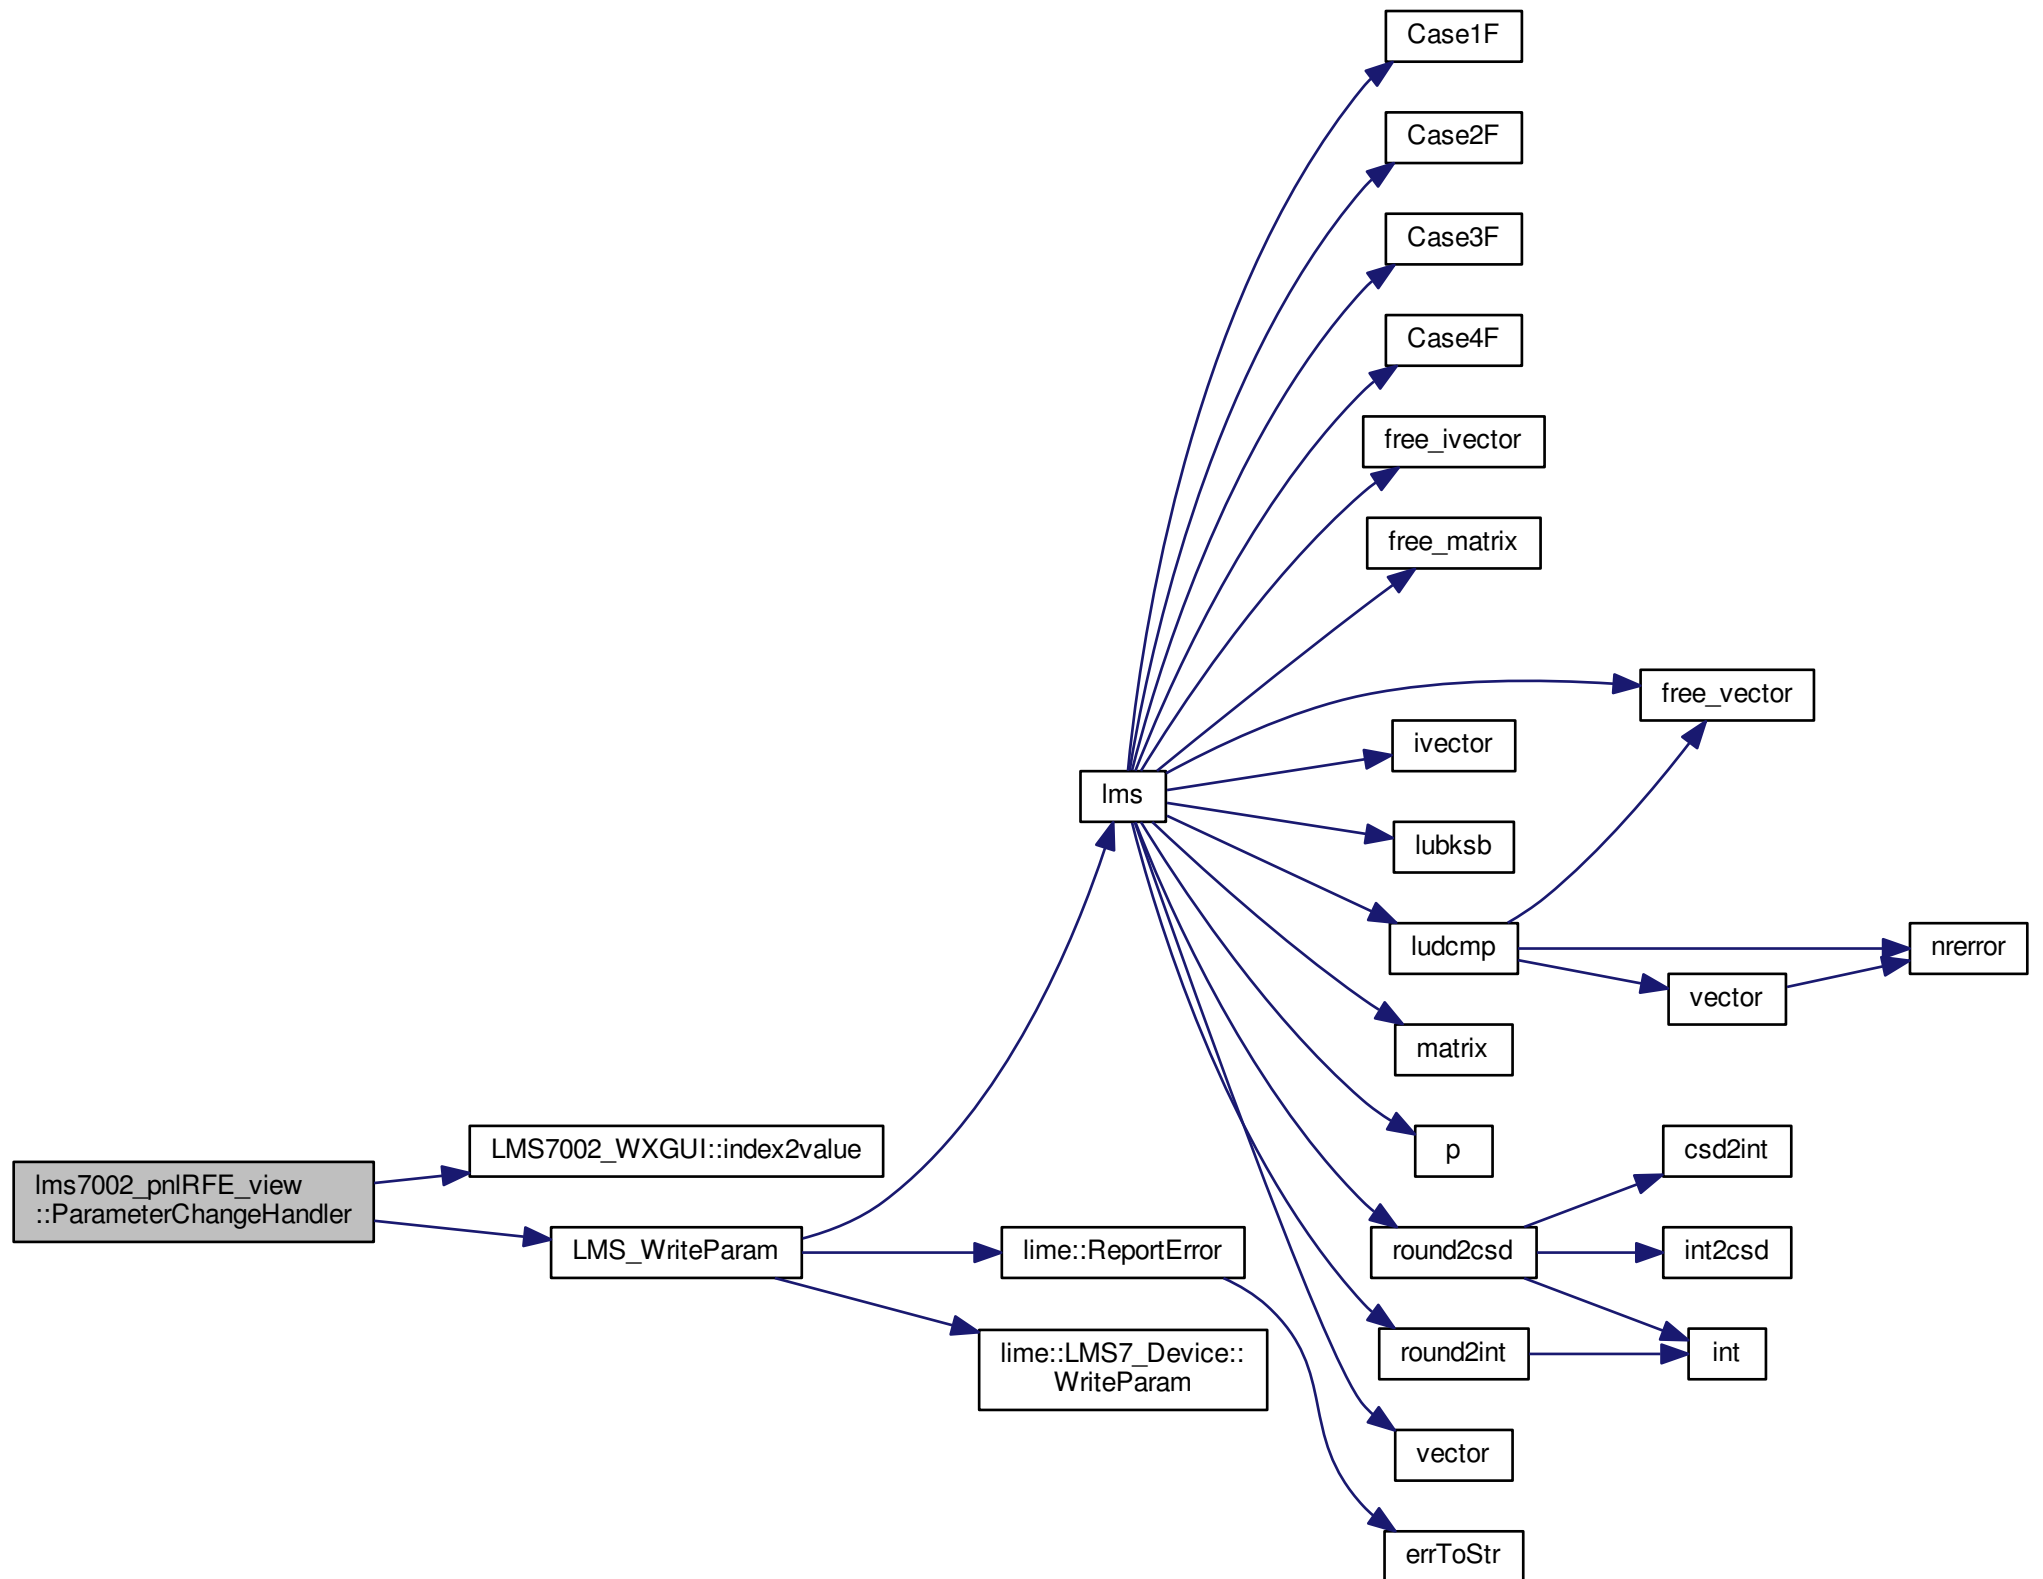 Case1F
Case2F
Case3F
Case4F
free_ivector
free_matrix
free_vector
ivector
lms
lubksb
ludcmp
nrerror
vector
matrix
LMS7002_WXGUI::index2value
p
csd2int
lms7002_pnlRFE_view
::ParameterChangeHandler
LMS_WriteParam
lime::ReportError
round2csd
int2csd
lime::LMS7_Device::
WriteParam
round2int
int
vector
errToStr